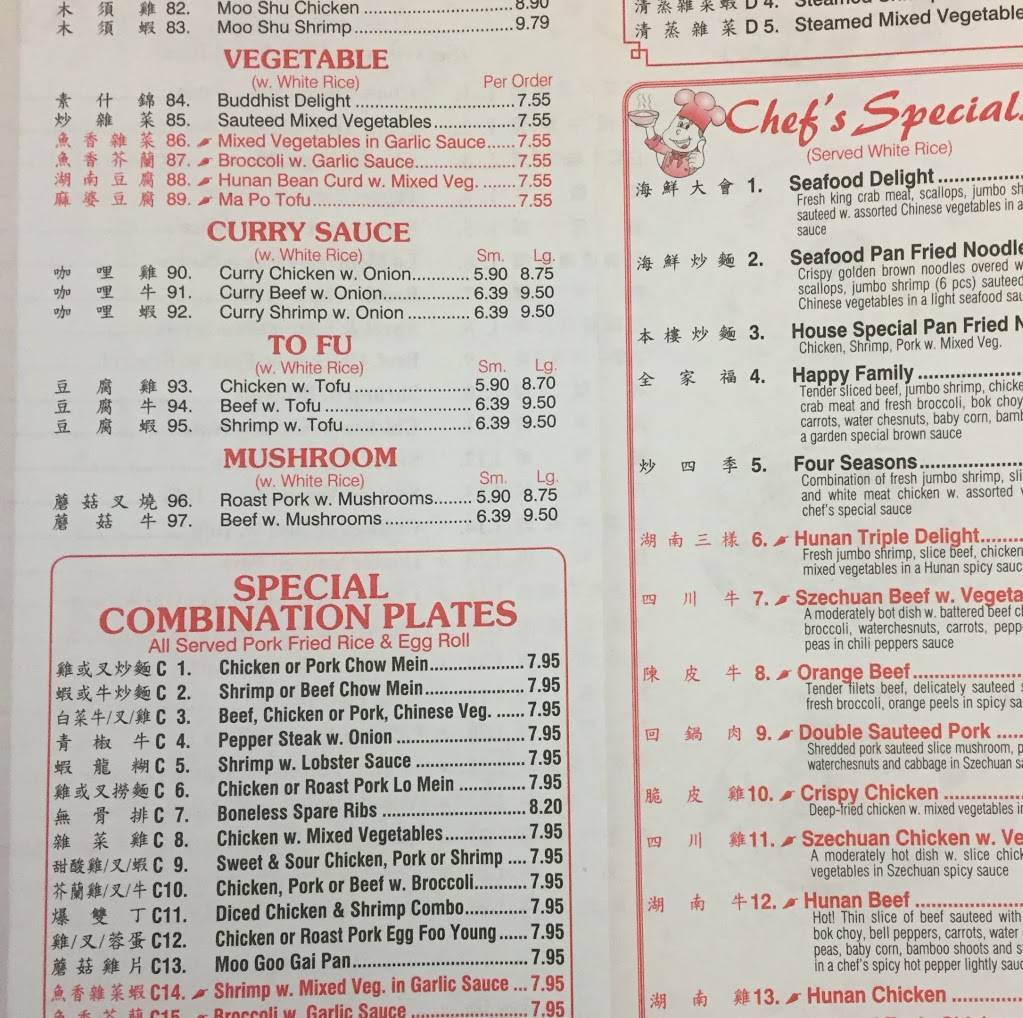 木須雞 82. Moo Shu Chicken 8.90
木須蝦 83. Moo Shu Shrimp 9.79
VEGETABLE
(w. White Rice) Per Order
素什錦 84. Buddhist Delight 7.55
炒雜菜 85. Sauteed Mixed Vegetables 7.55
魚香雜菜 86. Mixed Vegetables in Garlic Sauce 7.55
魚香芥蘭 87. Broccoli w. Garlic Sauce 7.55
湖南豆腐 88. Hunan Bean Curd w. Mixed Veg. 7.55
麻婆豆腐 89. Ma Po Tofu 7.55
CURRY SAUCE
(w. White Rice) Sm. Lg.
咖哩雞 90. Curry Chicken w. Onion 5.90 8.75
咖哩牛 91. Curry Beef w. Onion 6.39 9.50
咖哩蝦 92. Curry Shrimp w. Onion 6.39 9.50
TO FU
(w. White Rice) Sm. Lg.
豆腐雞 93. Chicken w. Tofu 5.90 8.70
豆腐牛 94. Beef w. Tofu 6.39 9.50
豆腐蝦 95. Shrimp w. Tofu 6.39 9.50
MUSHROOM
(w. White Rice) Sm. Lg.
蘑菇叉燒 96. Roast Pork w. Mushrooms 5.90 8.75
蘑菇牛 97. Beef w. Mushrooms 6.39 9.50
SPECIAL
COMBINATION PLATES
All Served Pork Fried Rice & Egg Roll
雞或叉炒麵 C 1. Chicken or Pork Chow Mein 7.95
蝦或牛炒麵 C 2. Shrimp or Beef Chow Mein 7.95
白菜牛/叉/雞 C 3. Beef, Chicken or Pork, Chinese Veg. 7.95
青椒牛 C 4. Pepper Steak w. Onion 7.95
蝦龍糊 C 5. Shrimp w. Lobster Sauce 7.95
雞或叉撈麵 C 6. Chicken or Roast Pork Lo Mein 7.95
無骨排 C 7. Boneless Spare Ribs 8.20
雜菜雞 C 8. Chicken w. Mixed Vegetables 7.95
甜酸雞/叉/蝦 C 9. Sweet & Sour Chicken, Pork or Shrimp 7.95
芥蘭雞/叉/牛 C10. Chicken, Pork or Beef w. Broccoli 7.95
爆雙丁 C11. Diced Chicken & Shrimp Combo 7.95
雞/叉/蓉蛋 C12. Chicken or Roast Pork Egg Foo Young 7.95
蘑菇雞片 C13. Moo Goo Gai Pan 7.95
魚香雜菜蝦 C14. Shrimp w. Mixed Veg. in Garlic Sauce 7.95
魚香芥蘭 C15. Broccoli w. Garlic Sauce 7.95
清蒸雜菜蝦 D 4.
清蒸雜菜 D 5. Steamed Mixed Vegetable
Chef's Special
(Served White Rice)
海鮮大會 1. Seafood Delight
Fresh king crab meat, scallops, jumbo sh
sauteed w. assorted Chinese vegetables in a
sauce
海鮮炒麵 2. Seafood Pan Fried Noodle
Crispy golden brown noodles overed w
scallops, jumbo shrimp (6 pcs) sauteed
Chinese vegetables in a light seafood sau
本樓炒麵 3. House Special Pan Fried N
Chicken, Shrimp, Pork w. Mixed Veg.
全家福 4. Happy Family
Tender sliced beef, jumbo shrimp, chicke
crab meat and fresh broccoli, bok choy
carrots, water chesnuts, baby corn, bamb
a garden special brown sauce
炒四季 5. Four Seasons
Combination of fresh jumbo shrimp, sli
and white meat chicken w. assorted v
chef's special sauce
湖南三樣 6. Hunan Triple Delight
Fresh jumbo shrimp, slice beef, chicken
mixed vegetables in a Hunan spicy sauc
四川牛 7. Szechuan Beef w. Vegeta
A moderately bot dish w. battered beef c
broccoli, waterchesnuts, carrots, pepp
peas in chili peppers sauce
陳皮牛 8. Orange Beef
Tender filets beef, delicately sauteed s
fresh broccoli, orange peels in spicy sa
回鍋肉 9. Double Sauteed Pork
Shredded pork sauteed slice mushroom, p
waterchesnuts and cabbage in Szechuan sa
脆皮雞 10. Crispy Chicken
Deep-fried chicken w. mixed vegetables in
四川雞 11. Szechuan Chicken w. Ve
A moderately hot dish w. slice chick
vegetables in Szechuan spicy sauce
湖南牛 12. Hunan Beef
Hot! Thin slice of beef sauteed with
bok choy, bell peppers, carrots, water
peas, baby corn, bamboo shoots and s
in a chef's spicy hot pepper lightly sauc
湖南雞 13. Hunan Chicken